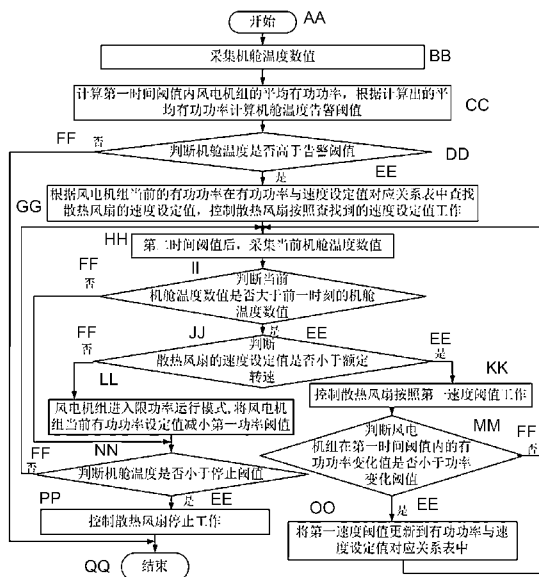 开始
AA
采集机舱温度数值
BB
计算第一时间阈值内风电机组的平均有功功率，根据计算出的平
均有功功率计算机舱温度告警阈值
CC
FF
否
判断机舱温度是否高于告警阈值
DD
EE
是
GG
根据风电机组当前的有功功率在有功功率与速度设定值对应关系表中查找
散热风扇的速度设定值，控制散热风扇按照查找到的速度设定值工作
HH
第二时间阈值后，采集当前机舱温度数值
FF
否
II
判断当前
机舱温度数值是否大于前一时刻的机舱
温度数值
FF
否
JJ
是
EE
判断
散热风扇的速度设定值是否小于额定
转速
EE
是
KK
LL
控制散热风扇按照第一速度阈值工作
风电机组进入限功率运行模式，将风电机
组当前有功功率设定值减小第一功率阈值
MM
判断风电
机组在第一时间阈值内的有
功功率变化值是否小于功率
变化阈值
FF
否
NN
FF
否
判断机舱温度是否小于停止阈值
PP
EE
是
OO
EE
是
控制散热风扇停止工作
将第一速度阈值更新到有功功率与速
度设定值对应关系表中
QQ
结束